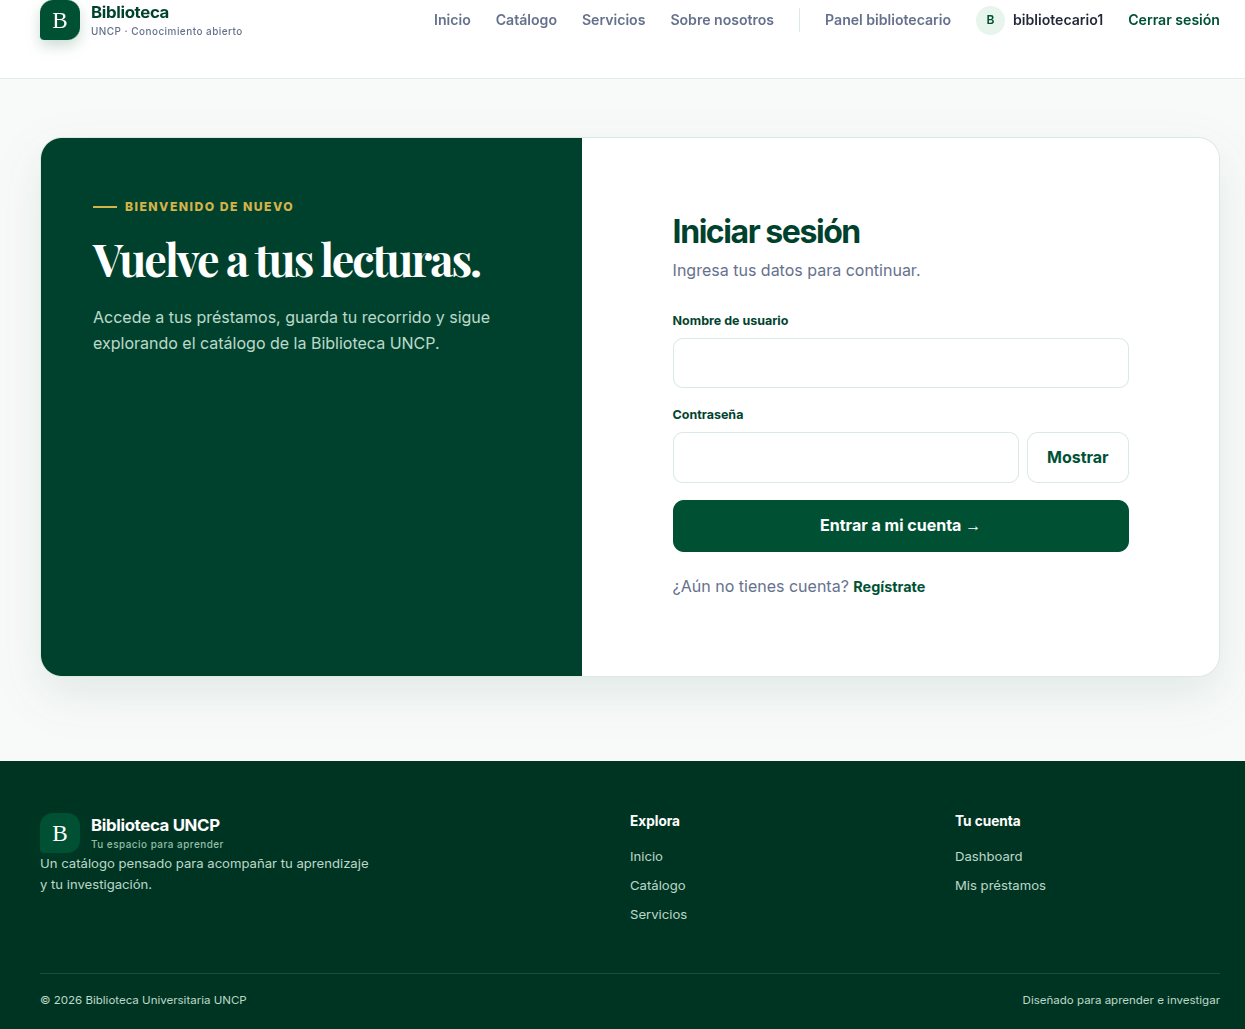 B
Biblioteca
UNCP · Conocimiento abierto
Inicio
Catálogo
Servicios
Sobre nosotros
Panel bibliotecario
B
bibliotecario1
Cerrar sesión
BIENVENIDO DE NUEVO
Vuelve a tus lecturas.
Accede a tus préstamos, guarda tu recorrido y sigue
explorando el catálogo de la Biblioteca UNCP.
Iniciar sesión
Ingresa tus datos para continuar.
Nombre de usuario
Contraseña
Mostrar
Entrar a mi cuenta →
¿Aún no tienes cuenta? Regístrate
B
Biblioteca UNCP
Tu espacio para aprender
Un catálogo pensado para acompañar tu aprendizaje
y tu investigación.
Explora
Inicio
Catálogo
Servicios
Tu cuenta
Dashboard
Mis préstamos
© 2026 Biblioteca Universitaria UNCP
Diseñado para aprender e investigar